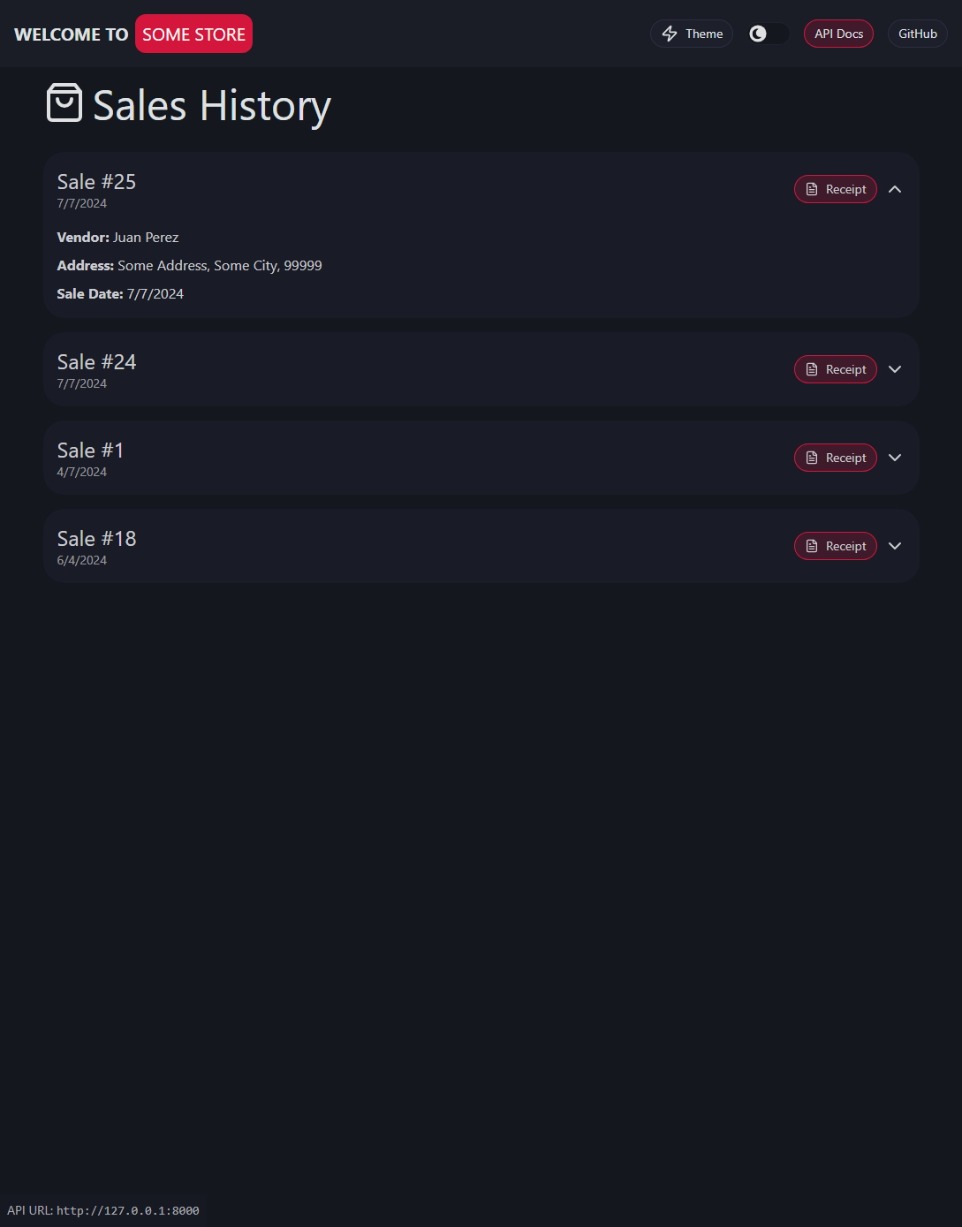 WELCOME TO SOME STORE Theme API Docs GitHub
Sales History
Sale #25
7/7/2024
Receipt
Vendor: Juan Perez
Address: Some Address, Some City, 99999
Sale Date: 7/7/2024
Sale #24
7/7/2024
Receipt
Sale #1
4/7/2024
Receipt
Sale #18
6/4/2024
Receipt
API URL: http://127.0.0.1:8000